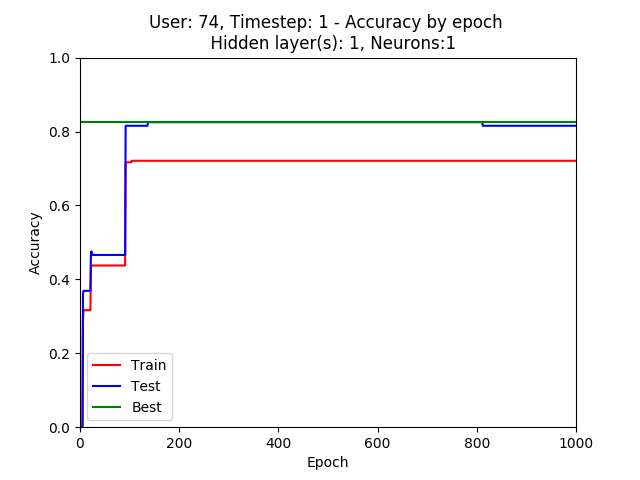 User: 74, Timestep: 1 - Accuracy by epoch
Hidden layer(s): 1, Neurons:1
1.0
0.8
0.6
0.4
0.2
0.0
Accuracy
Train
Test
Best
0 200 400 600 800 1000
Epoch